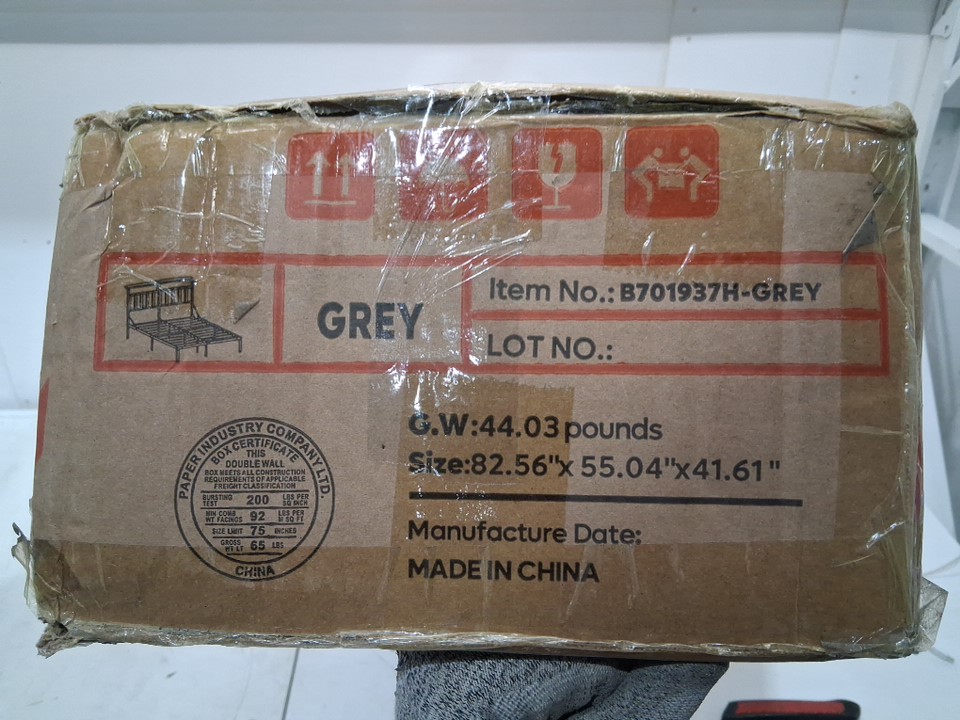 GREY
Item No.: B701937H-GREY
LOT NO.:
G.W:44.03 pounds
Size:82.56"x 55.04"x41.61"
Manufacture Date:
MADE IN CHINA
PAPER INDUSTRY COMPANY LTD.
BOX CERTIFICATE
THIS
DOUBLE WALL
BOX MEETS ALL CONSTRUCTION
REQUIREMENTS OF APPLICABLE
FREIGHT CLASSIFICATION
BURSTING TEST 200 LBS PER SQ INCH
MIN COMB WT FACINGS 92 LBS PER M SQ FT
SIZE LIMIT 75 INCHES
GROSS WT LT 65 LBS
CHINA